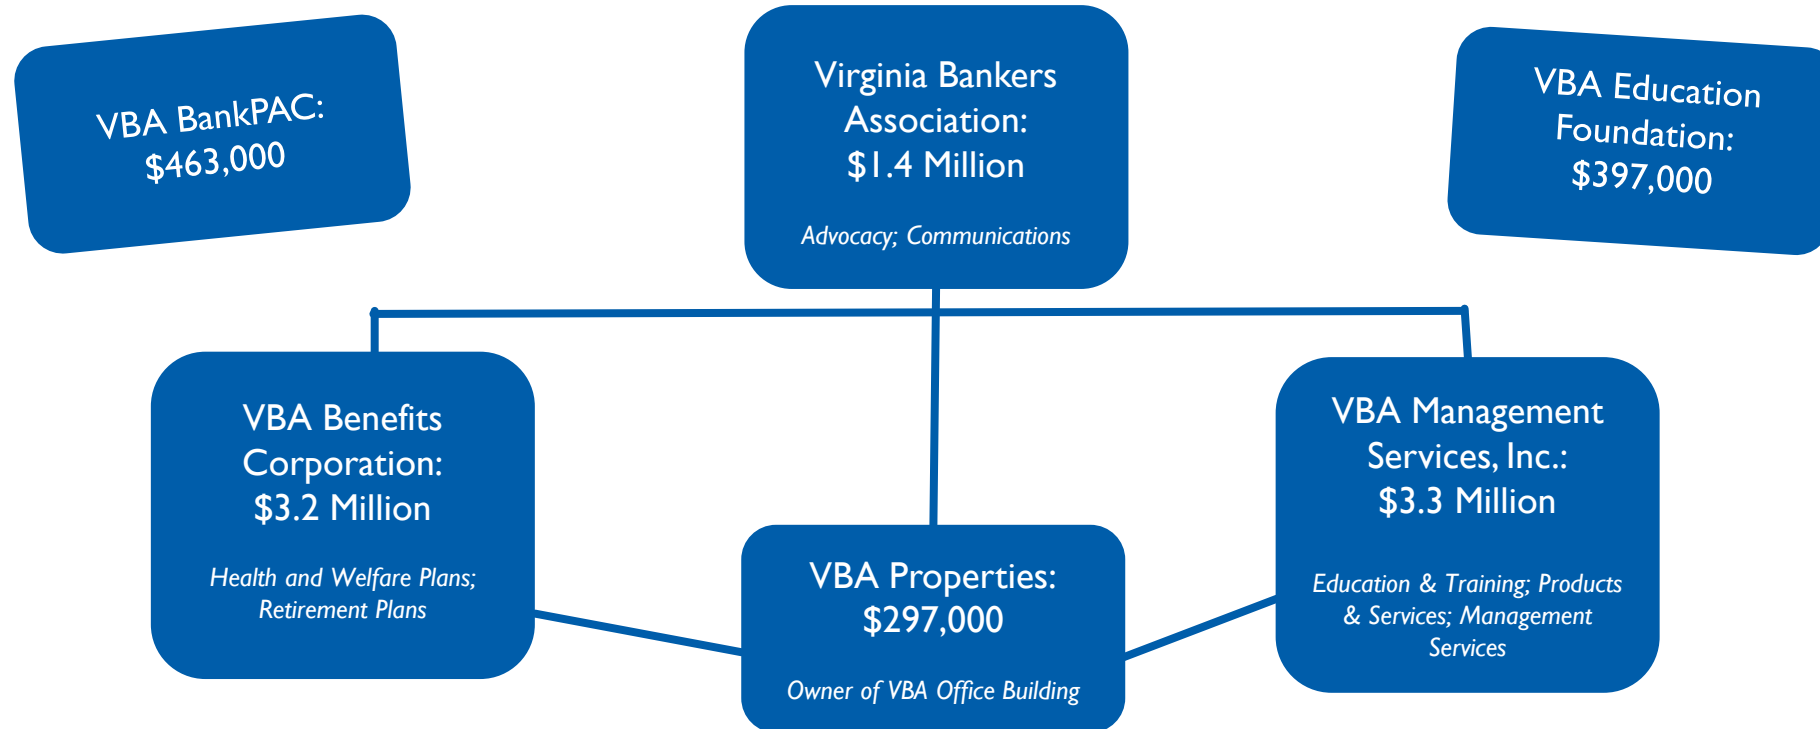 VBA BankPAC:
$463,000
Virginia Bankers
Association:
$1.4 Million
Advocacy; Communications
VBA Education
Foundation:
$397,000
VBA Benefits
Corporation:
$3.2 Million
Health and Welfare Plans;
Retirement Plans
VBA Properties:
$297,000
Owner of VBA Office Building
VBA Management
Services, Inc.:
$3.3 Million
Education & Training; Products
& Services; Management
Services